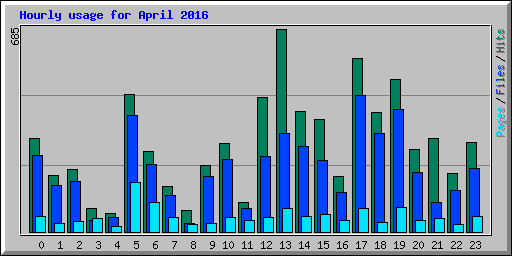 Hourly usage for April 2016
685
Pages / Files / Hits
0 1 2 3 4 5 6 7 8 9 10 11 12 13 14 15 16 17 18 19 20 21 22 23